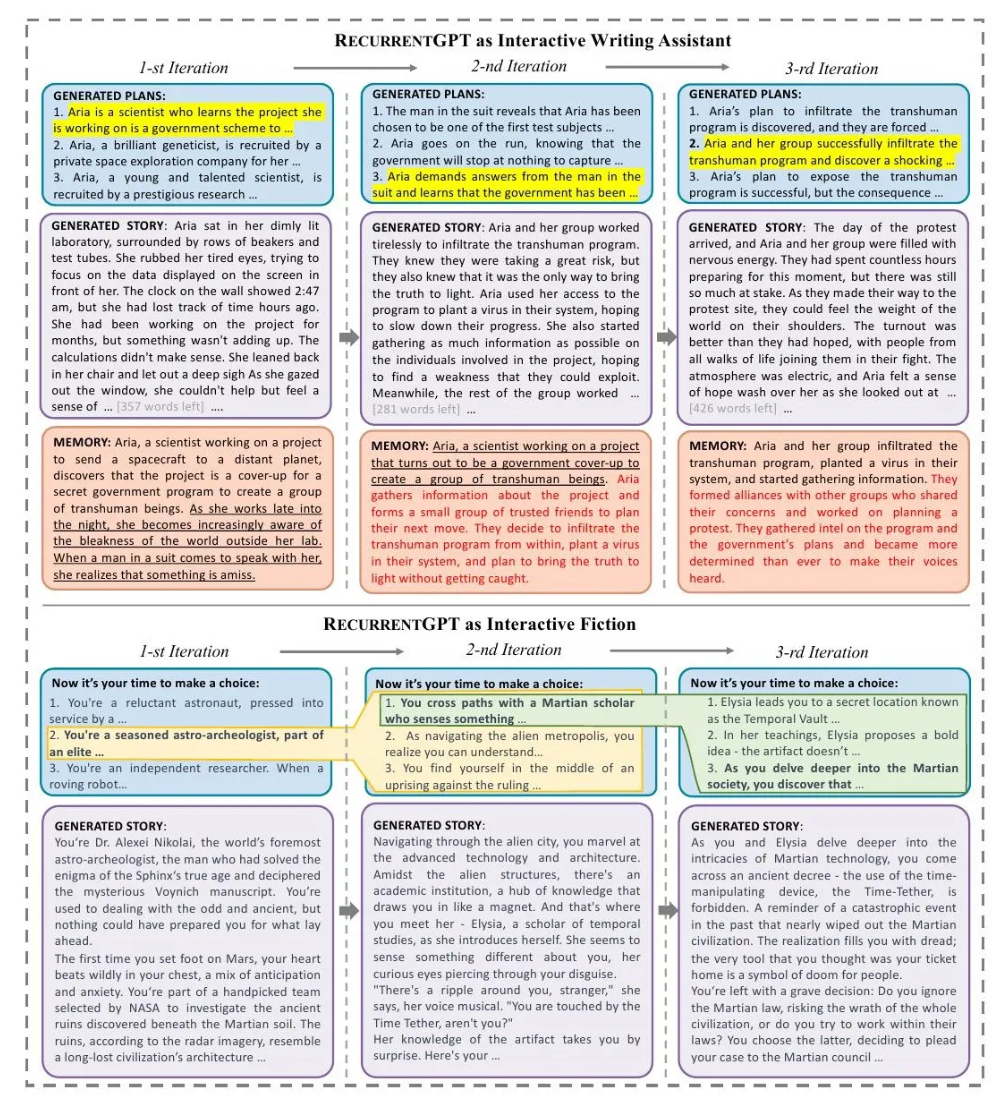 RECURRENTGPT as Interactive Writing Assistant
1-st Iteration
2-nd Iteration
3-rd Iteration
GENERATED PLANS:
1. Aria is a scientist who learns the project she
is working on is a government scheme to ...
2. Aria, a brilliant geneticist, is recruited by a
private space exploration company for her ...
3. Aria, a young and talented scientist, is
recruited by a prestigious research ...
GENERATED PLANS:
1. The man in the suit reveals that Aria has been
chosen to be one of the first test subjects ...
2. Aria goes on the run, knowing that the
government will stop at nothing to capture ...
3. Aria demands answers from the man in the
suit and learns that the government has been ...
GENERATED PLANS:
1. Aria's plan to infiltrate the transhuman
program is discovered, and they are forced ...
2. Aria and her group successfully infiltrate the
transhuman program and discover a shocking ...
3. Aria's plan to expose the transhuman
program is successful, but the consequence ...
GENERATED STORY: Aria sat in her dimly lit
laboratory, surrounded by rows of beakers and
test tubes. She rubbed her tired eyes, trying to
focus on the data displayed on the screen in
front of her. The clock on the wall showed 2:47
am, but she had lost track of time hours ago.
She had been working on the project for
months, but something wasn't adding up. The
calculations didn't make sense. She leaned back
in her chair and let out a deep sigh As she gazed
out the window, she couldn't help but feel a
sense of ... [357 words left] ....
GENERATED STORY: Aria and her group worked
tirelessly to infiltrate the transhuman program.
They knew they were taking a great risk, but
they also knew that it was the only way to bring
the truth to light. Aria used her access to the
program to plant a virus in their system, hoping
to slow down their progress. She also started
gathering as much information as possible on
the individuals involved in the project, hoping
to find a weakness that they could exploit.
Meanwhile, the rest of the group worked ...
[281 words left] ...
GENERATED STORY: The day of the protest
arrived, and Aria and her group were filled with
nervous energy. They had spent countless hours
preparing for this moment, but there was still
so much at stake. As they made their way to the
protest site, they could feel the weight of the
world on their shoulders. The turnout was
better than they had hoped, with people from
all walks of life joining them in their fight. The
atmosphere was electric, and Aria felt a sense
of hope wash over her as she looked out at ...
[426 words left] ...
MEMORY: Aria, a scientist working on a project
to send a spacecraft to a distant planet,
discovers that the project is a cover-up for a
secret government program to create a group
of transhuman beings. As she works late into
the night, she becomes increasingly aware of
the bleakness of the world outside her lab.
When a man in a suit comes to speak with her,
she realizes that something is amiss.
MEMORY: Aria, a scientist working on a project
that turns out to be a government cover-up to
create a group of transhuman beings. Aria
gathers information about the project and
forms a small group of trusted friends to plan
their next move. They decide to infiltrate the
transhuman program from within, plant a virus
in their system, and plan to bring the truth to
light without getting caught.
MEMORY: Aria and her group infiltrated the
transhuman program, planted a virus in their
system, and started gathering information. They
formed alliances with other groups who shared
their concerns and worked on planning a
protest. They gathered intel on the program and
the government's plans and became more
determined than ever to make their voices
heard.
RECURRENTGPT as Interactive Fiction
1-st Iteration
2-nd Iteration
3-rd Iteration
Now it's your time to make a choice:
1. You're a reluctant astronaut, pressed into
service by a ...
2. You're a seasoned astro-archeologist, part of
an elite ...
3. You're an independent researcher. When a
roving robot...
Now it's your time to make a choice:
1. You cross paths with a Martian scholar
who senses something ...
2. As navigating the alien metropolis, you
realize you can understand...
3. You find yourself in the middle of an
uprising against the ruling ...
Now it's your time to make a choice:
1. Elysia leads you to a secret location known
as the Temporal Vault ...
2. In her teachings, Elysia proposes a bold
idea - the artifact doesn't ...
3. As you delve deeper into the Martian
society, you discover that ...
GENERATED STORY:
You're Dr. Alexei Nikolai, the world's foremost
astro-archeologist, the man who had solved the
enigma of the Sphinx's true age and deciphered
the mysterious Voynich manuscript. You're
used to dealing with the odd and ancient, but
nothing could have prepared you for what lay
ahead.
The first time you set foot on Mars, your heart
beats wildly in your chest, a mix of anticipation
and anxiety. You're part of a handpicked team
selected by NASA to investigate the ancient
ruins discovered beneath the Martian soil. The
ruins, according to the radar imagery, resemble
a long-lost civilization's architecture ...
GENERATED STORY:
Navigating through the alien city, you marvel at
the advanced technology and architecture.
Amidst the alien structures, there's an
academic institution, a hub of knowledge that
draws you in like a magnet. And that's where
you meet her - Elysia, a scholar of temporal
studies, as she introduces herself. She seems to
sense something different about you, her
curious eyes piercing through your disguise.
"There's a ripple around you, stranger," she
says, her voice musical. "You are touched by the
Time Tether, aren't you?"
Her knowledge of the artifact takes you by
surprise. Here's your ...
GENERATED STORY:
As you and Elysia delve deeper into the
intricacies of Martian technology, you come
across an ancient decree - the use of the time-
manipulating device, the Time-Tether, is
forbidden. A reminder of a catastrophic event
in the past that nearly wiped out the Martian
civilization. The realization fills you with dread;
the very tool that you thought was your ticket
home is a symbol of doom for people.
You're left with a grave decision: Do you ignore
the Martian law, risking the wrath of the whole
civilization, or do you try to work within their
laws? You choose the latter, deciding to plead
your case to the Martian council ...